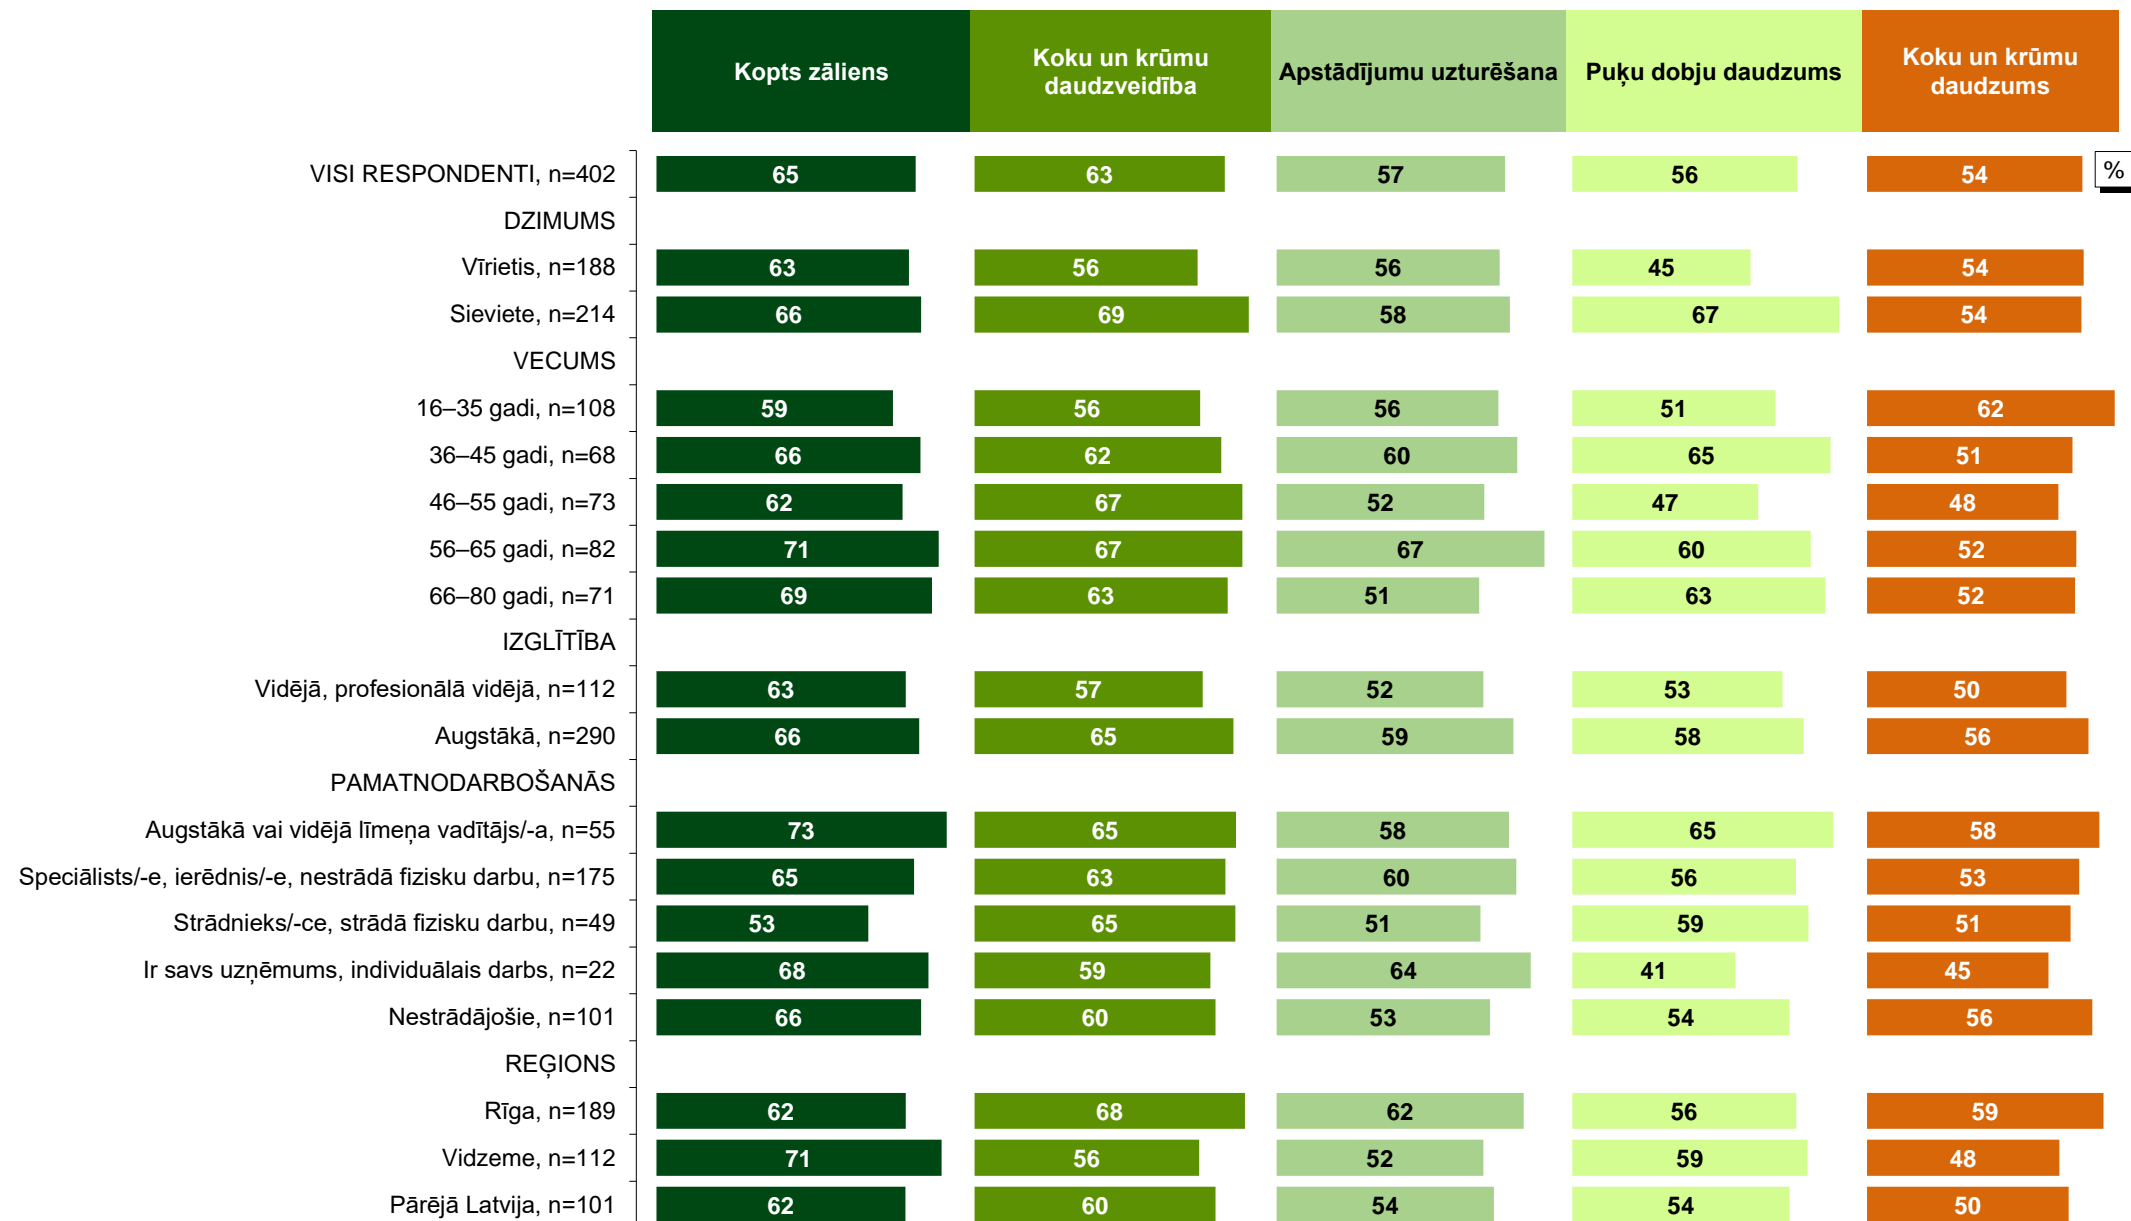 Kopts zāliens
Koku un krūmu
daudzveidība
Apstādījumu uzturēšana
Puķu dobju daudzums
Koku un krūmu
daudzums
VISI RESPONDENTI, n=402 65 63 57 56 54 %
DZIMUMS
Vīrietis, n=188 63 56 56 45 54
Sieviete, n=214 66 69 58 67 54
VECUMS
16–35 gadi, n=108 59 56 56 51 62
36–45 gadi, n=68 66 62 60 65 51
46–55 gadi, n=73 62 67 52 47 48
56–65 gadi, n=82 71 67 67 60 52
66–80 gadi, n=71 69 63 51 63 52
IZGLĪTĪBA
Vidējā, profesionālā vidējā, n=112 63 57 52 53 50
Augstākā, n=290 66 65 59 58 56
PAMATNODARBOŠANĀS
Augstākā vai vidējā līmeņa vadītājs/-a, n=55 73 65 58 65 58
Speciālists/-e, ierēdnis/-e, nestrādā fizisku darbu, n=175 65 63 60 56 53
Strādnieks/-ce, strādā fizisku darbu, n=49 53 65 51 59 51
Ir savs uzņēmums, individuālais darbs, n=22 68 59 64 41 45
Nestrādājošie, n=101 66 60 53 54 56
REĢIONS
Rīga, n=189 62 68 62 56 59
Vidzeme, n=112 71 56 52 59 48
Pārējā Latvija, n=101 62 60 54 54 50